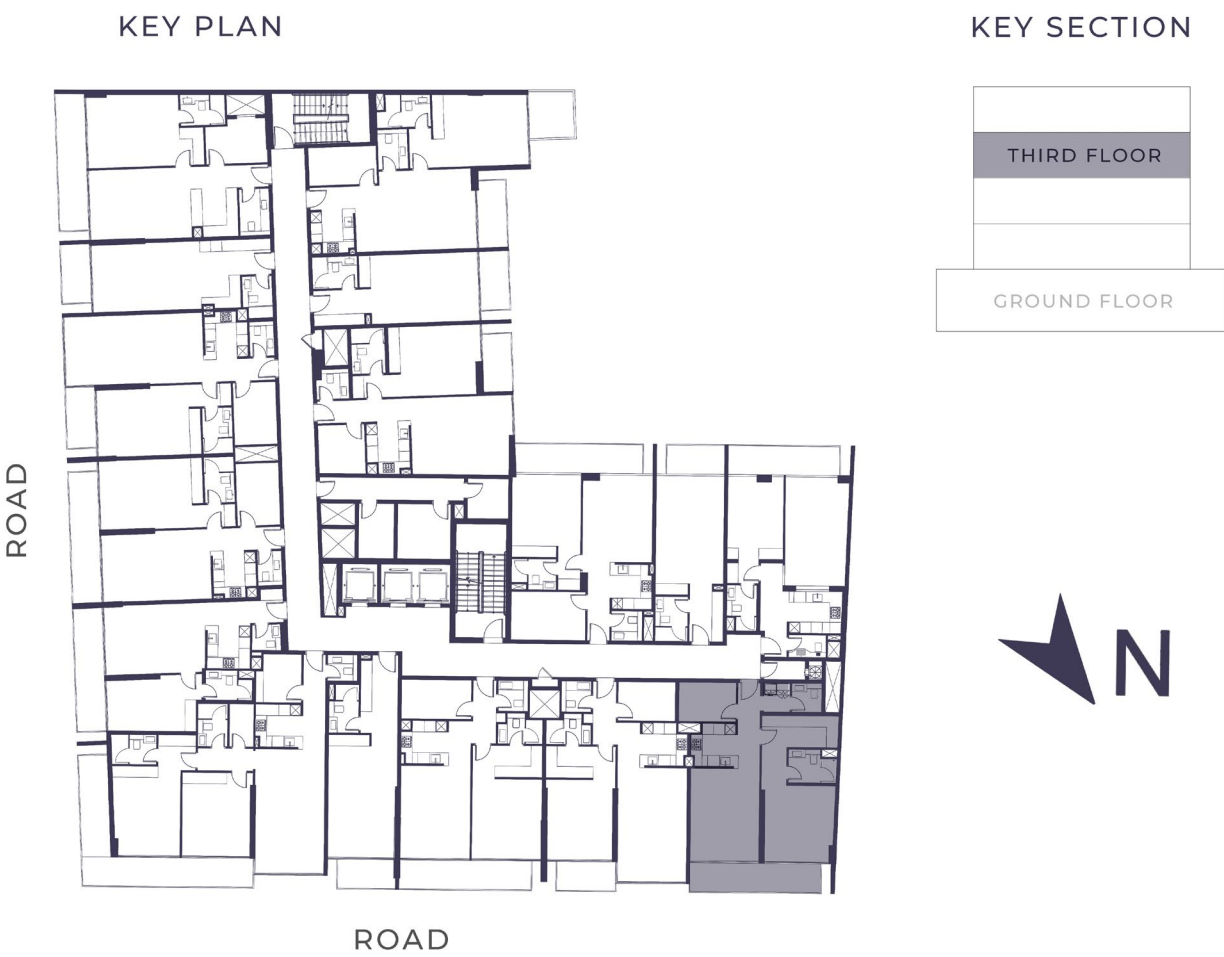 KEY PLAN
KEY SECTION
THIRD FLOOR
GROUND FLOOR
ROAD
N
ROAD